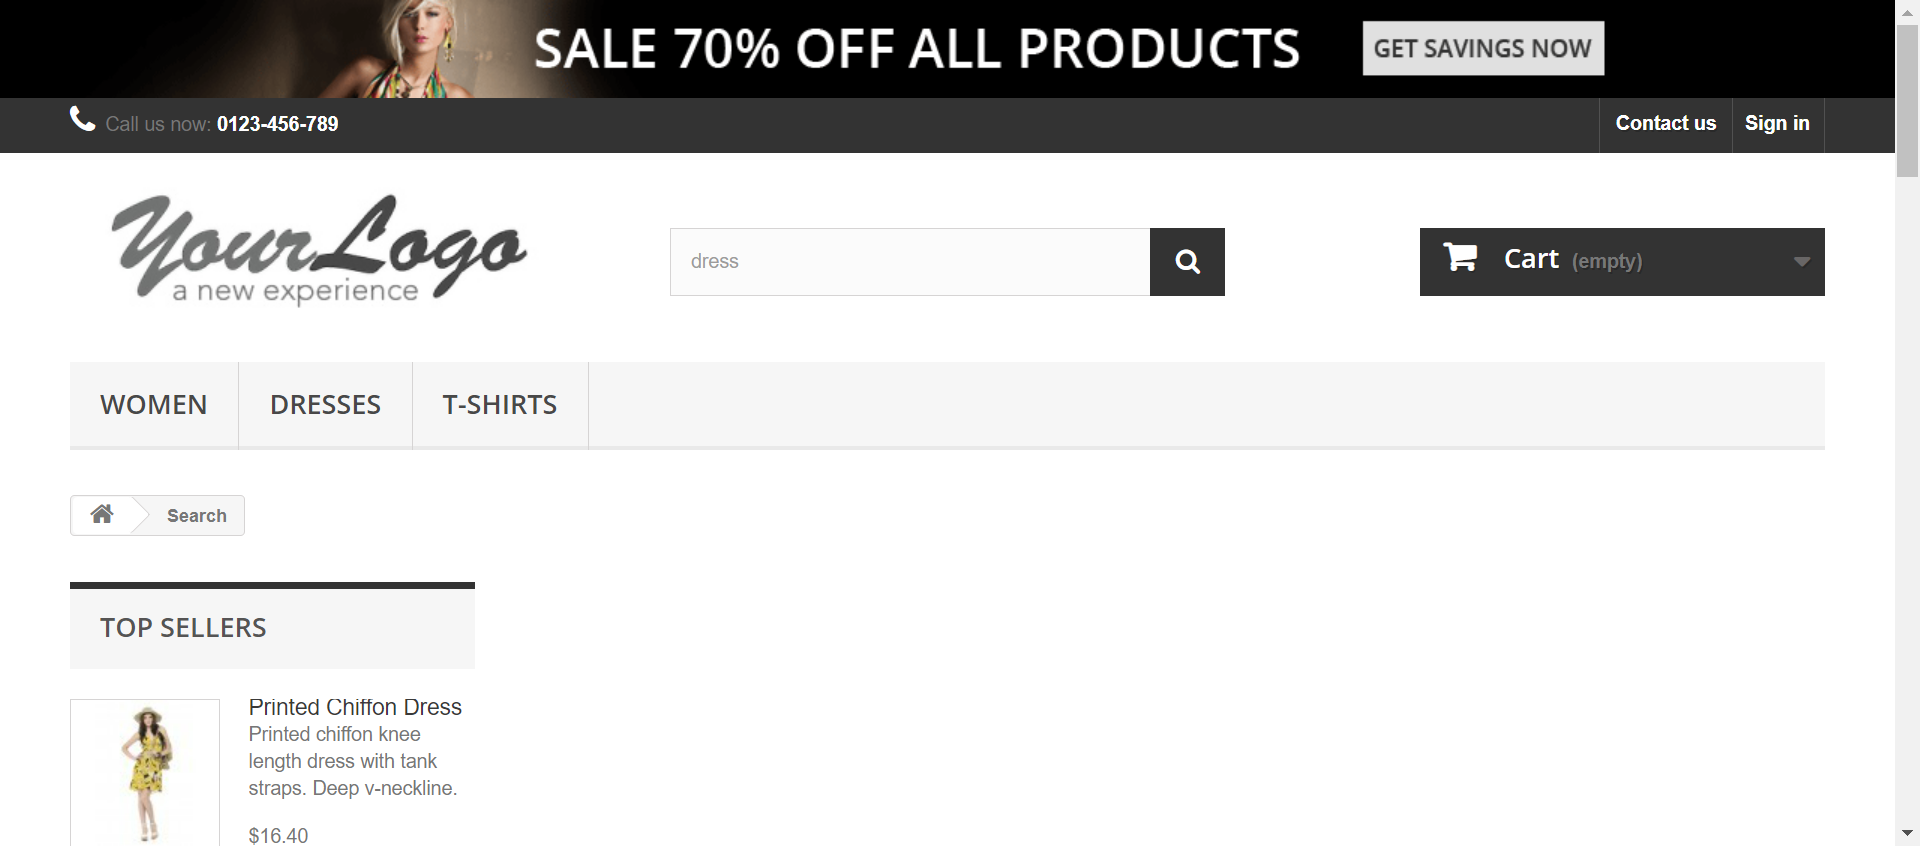 SALE 70% OFF ALL PRODUCTS
GET SAVINGS NOW
Call us now: 0123-456-789
Contact us
Sign in
Your Logo
a new experience
dress
Cart (empty)
WOMEN
DRESSES
T-SHIRTS
Search
TOP SELLERS
Printed Chiffon Dress
Printed chiffon knee
length dress with tank
straps. Deep v-neckline.
$16.40